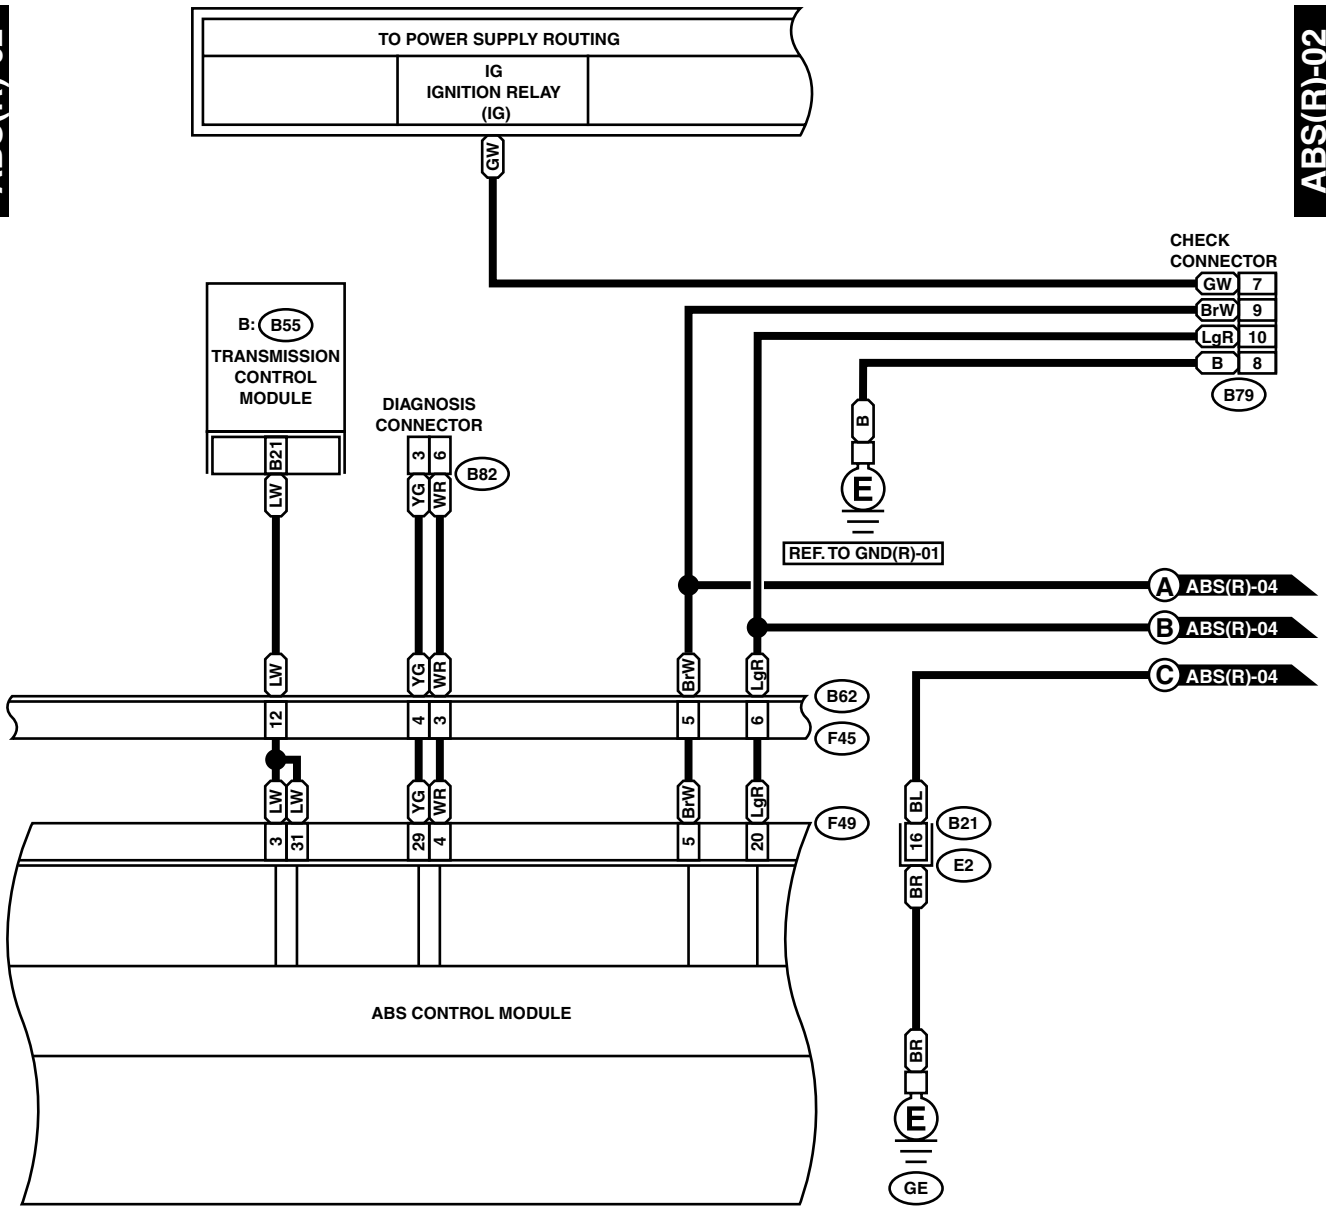 TO POWER SUPPLY ROUTING
IG
IGNITION RELAY
(IG)
GW
ABS(R)-02
CHECK
CONNECTOR
GW 7
BrW 9
LgR 10
B 8
B79
B: B55
TRANSMISSION
CONTROL
MODULE
B21
LW
DIAGNOSIS
CONNECTOR
3 6
B82
YG WR
B
E
REF. TO GND(R)-01
A ABS(R)-04
B ABS(R)-04
C ABS(R)-04
LW YG WR BrW LgR
B62
12 4 3 5 6
F45
LW LW YG WR BrW LgR
BL
3 31 29 4 5 20
F49
16
B21
E2
BR
ABS CONTROL MODULE
BR
E
GE